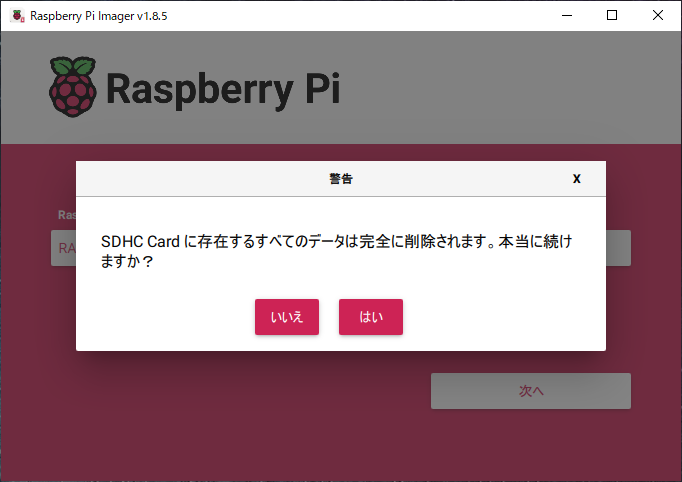 Raspberry Pi Imager v1.8.5
Raspberry Pi
警告 X
Ras
RA
SDHC Card に存在するすべてのデータは完全に削除されます。本当に続け
ますか？
いいえ はい
次へ